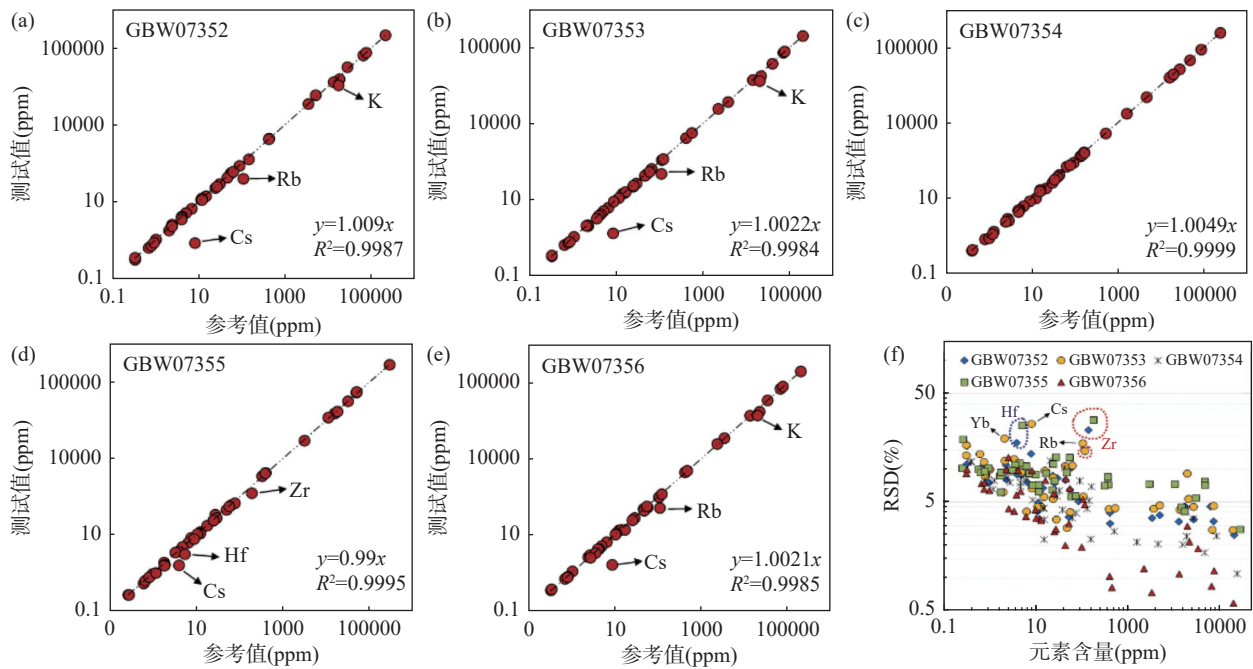 (a)
GBW07352
100000
10000
10
0.1
测试值(ppm)
K
Rb
Cs
y=1.009x
R²=0.9987
0.1 10 1000 100000
参考值(ppm)
(b)
GBW07353
100000
10000
10
0.1
测试值(ppm)
K
Rb
Cs
y=1.0022x
R²=0.9984
0.1 10 1000 100000
参考值(ppm)
(c)
GBW07354
100000
10000
10
0.1
测试值(ppm)
y=1.0049x
R²=0.9999
0 10 1000 100000
参考值(ppm)
(d)
GBW07355
100000
10000
10
0.1
测试值(ppm)
Zr
Hf
Cs
y=0.99x
R²=0.9995
0 10 1000 100000
参考值(ppm)
(e)
GBW07356
100000
10000
10
0.1
测试值(ppm)
K
Rb
Cs
y=1.0021x
R²=0.9985
0.1 10 1000 100000
参考值(ppm)
(f)
GBW07352 GBW07353 GBW07354
GBW07355 GBW07356
50
5.5
0.5
RSD(%)
Yb
Hf
Cs
Rb
Zr
0.1 10 1000 10000
元素含量(ppm)